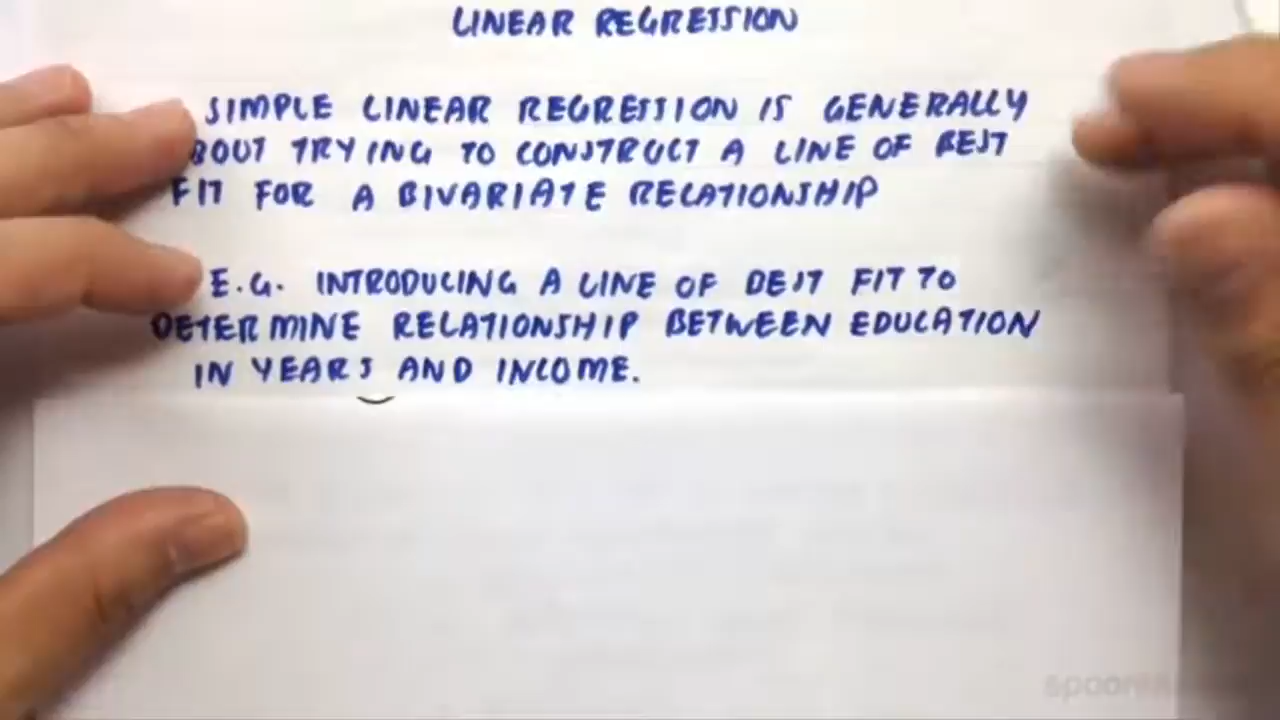 LINEAR REGRESSION
SIMPLE LINEAR REGRESSION IS GENERALLY
BOUT TRYING TO CONSTRUCT A LINE OF BEST
FIT FOR A BIVARIATE RELATIONSHIP
E.G. INTRODUCING A LINE OF BEST FIT TO
DETERMINE RELATIONSHIP BETWEEN EDUCATION
IN YEARS AND INCOME.